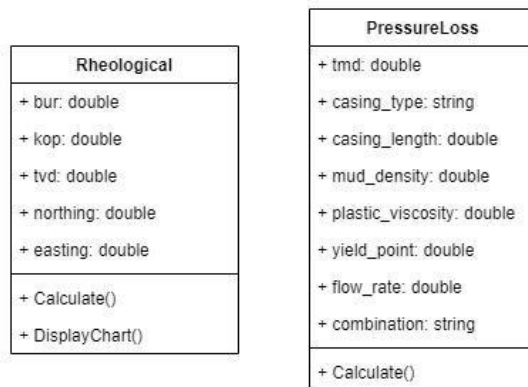 Rheological
+ bur: double
+ kop: double
+ tvd: double
+ northing: double
+ easting: double
+ Calculate()
+ DisplayChart()
PressureLoss
+ tmd: double
+ casing_type: string
+ casing_length: double
+ mud_density: double
+ plastic_viscosity: double
+ yield_point: double
+ flow_rate: double
+ combination: string
+ Calculate()